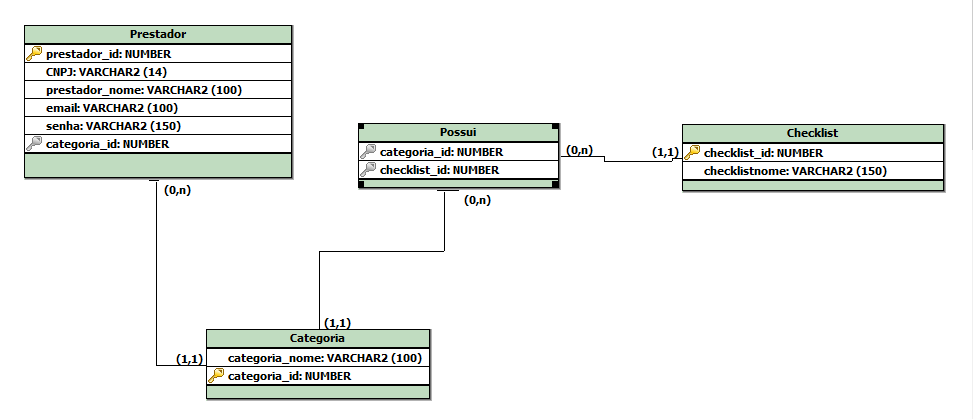 Prestador
prestador_id: NUMBER
CNPJ: VARCHAR2 (14)
prestador_nome: VARCHAR2 (100)
email: VARCHAR2 (100)
senha: VARCHAR2 (150)
categoria_id: NUMBER
(0,n)
Possui
categoria_id: NUMBER
checklist_id: NUMBER
(0,n)
(0,n)
(1,1)
Checklist
checklist_id: NUMBER
checklistnome: VARCHAR2 (150)
(1,1)
(1,1)
Categoria
categoria_nome: VARCHAR2 (100)
categoria_id: NUMBER